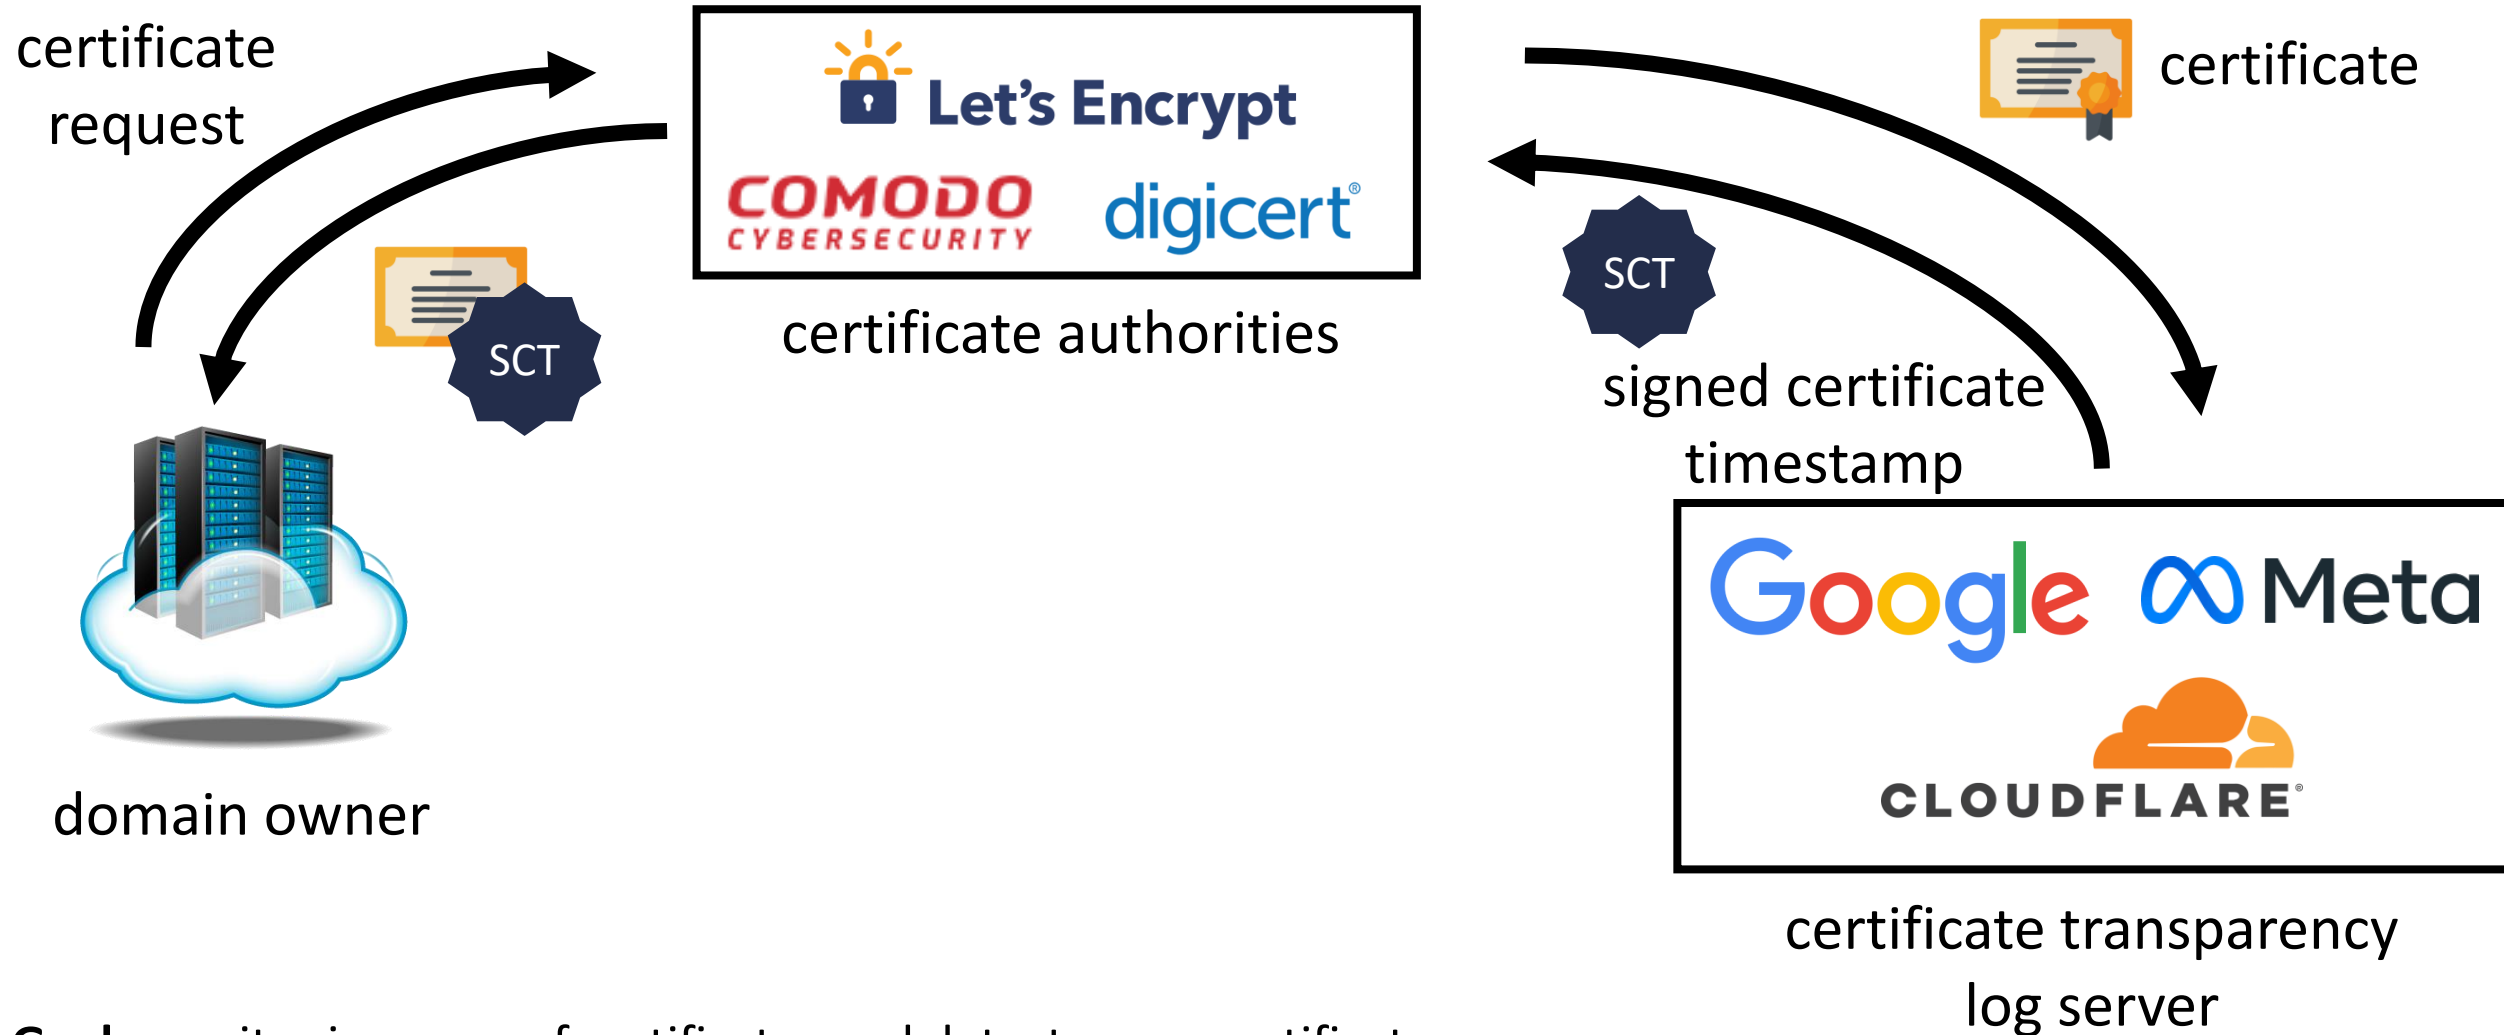 certificate
request
Let's Encrypt
COMODO
CYBERSECURITY
digicert®
certificate authorities
certificate
SCT
SCT
signed certificate
timestamp
Google
Meta
CLOUDFLARE®
domain owner
certificate transparency
log server